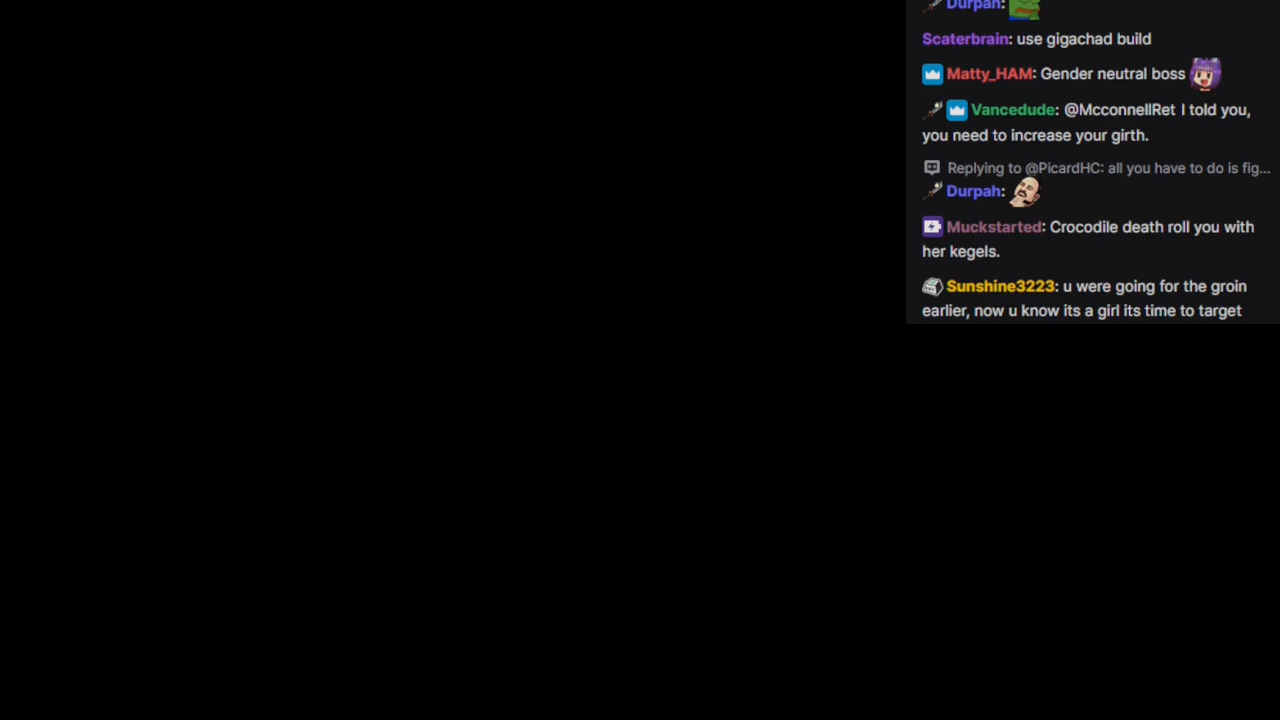 Durpah:
Scaterbrain: use gigachad build
Matty_HAM: Gender neutral boss
Vancedude: @McconnellRet I told you,
you need to increase your girth.
Replying to @PicardHC: all you have to do is fig...
Durpah:
Muckstarted: Crocodile death roll you with
her kegels.
Sunshine3223: u were going for the groin
earlier, now u know its a girl its time to target